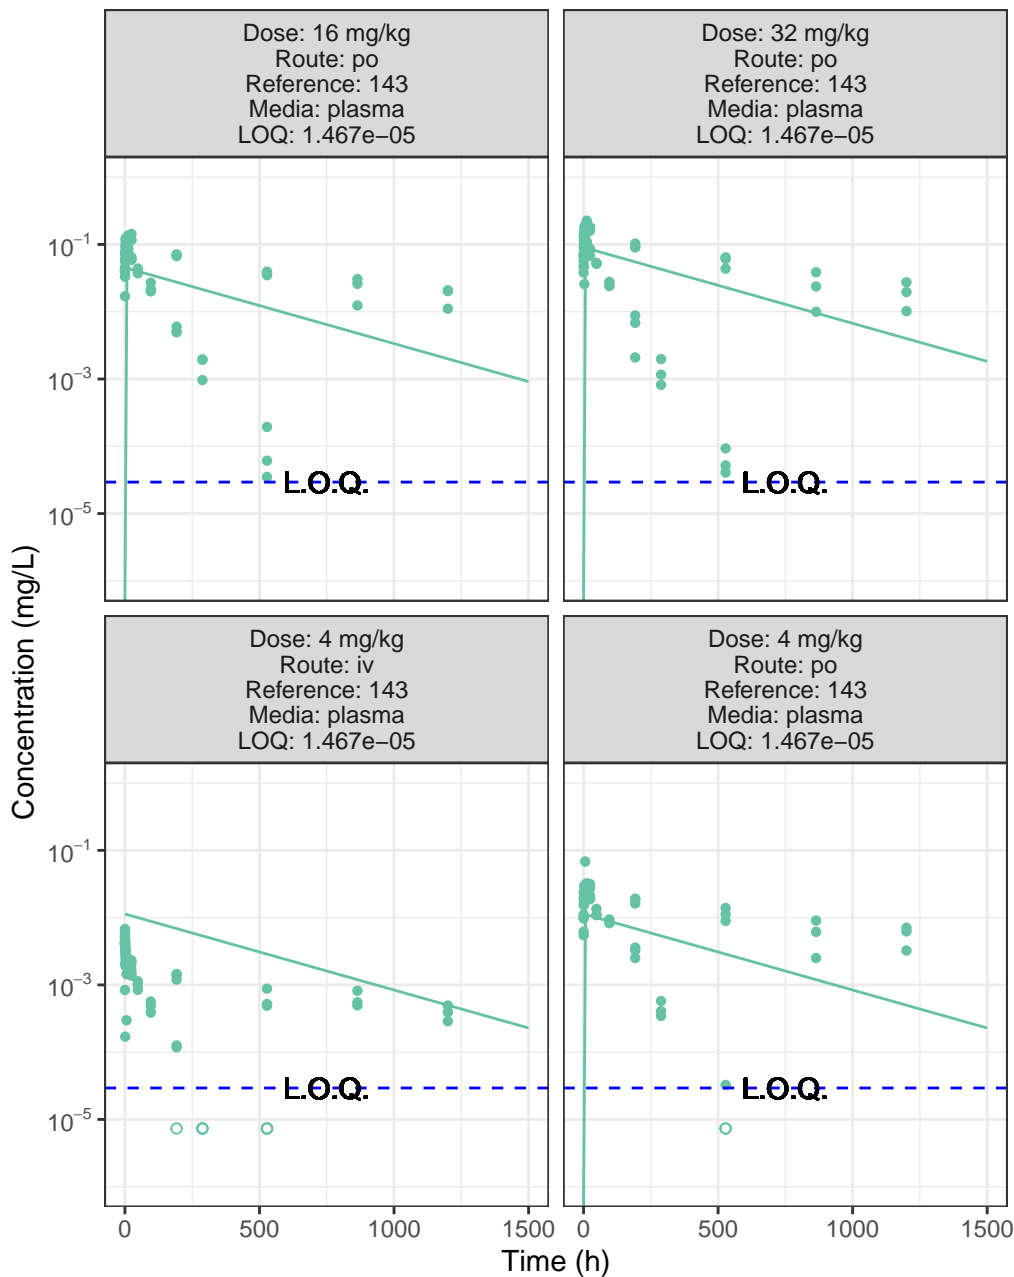 Dose: 16 mg/kg
Route: po
Reference: 143
Media: plasma
LOQ: 1.467e−05
Dose: 32 mg/kg
Route: po
Reference: 143
Media: plasma
LOQ: 1.467e−05
10⁻¹
10⁻³
10⁻⁵
L.O.Q.
L.O.Q.
Dose: 4 mg/kg
Route: iv
Reference: 143
Media: plasma
LOQ: 1.467e−05
Dose: 4 mg/kg
Route: po
Reference: 143
Media: plasma
LOQ: 1.467e−05
10⁻¹
10⁻³
10⁻⁵
L.O.Q.
L.O.Q.
0 500 1000 1500 0 500 1000 1500
Time (h)
Concentration (mg/L)